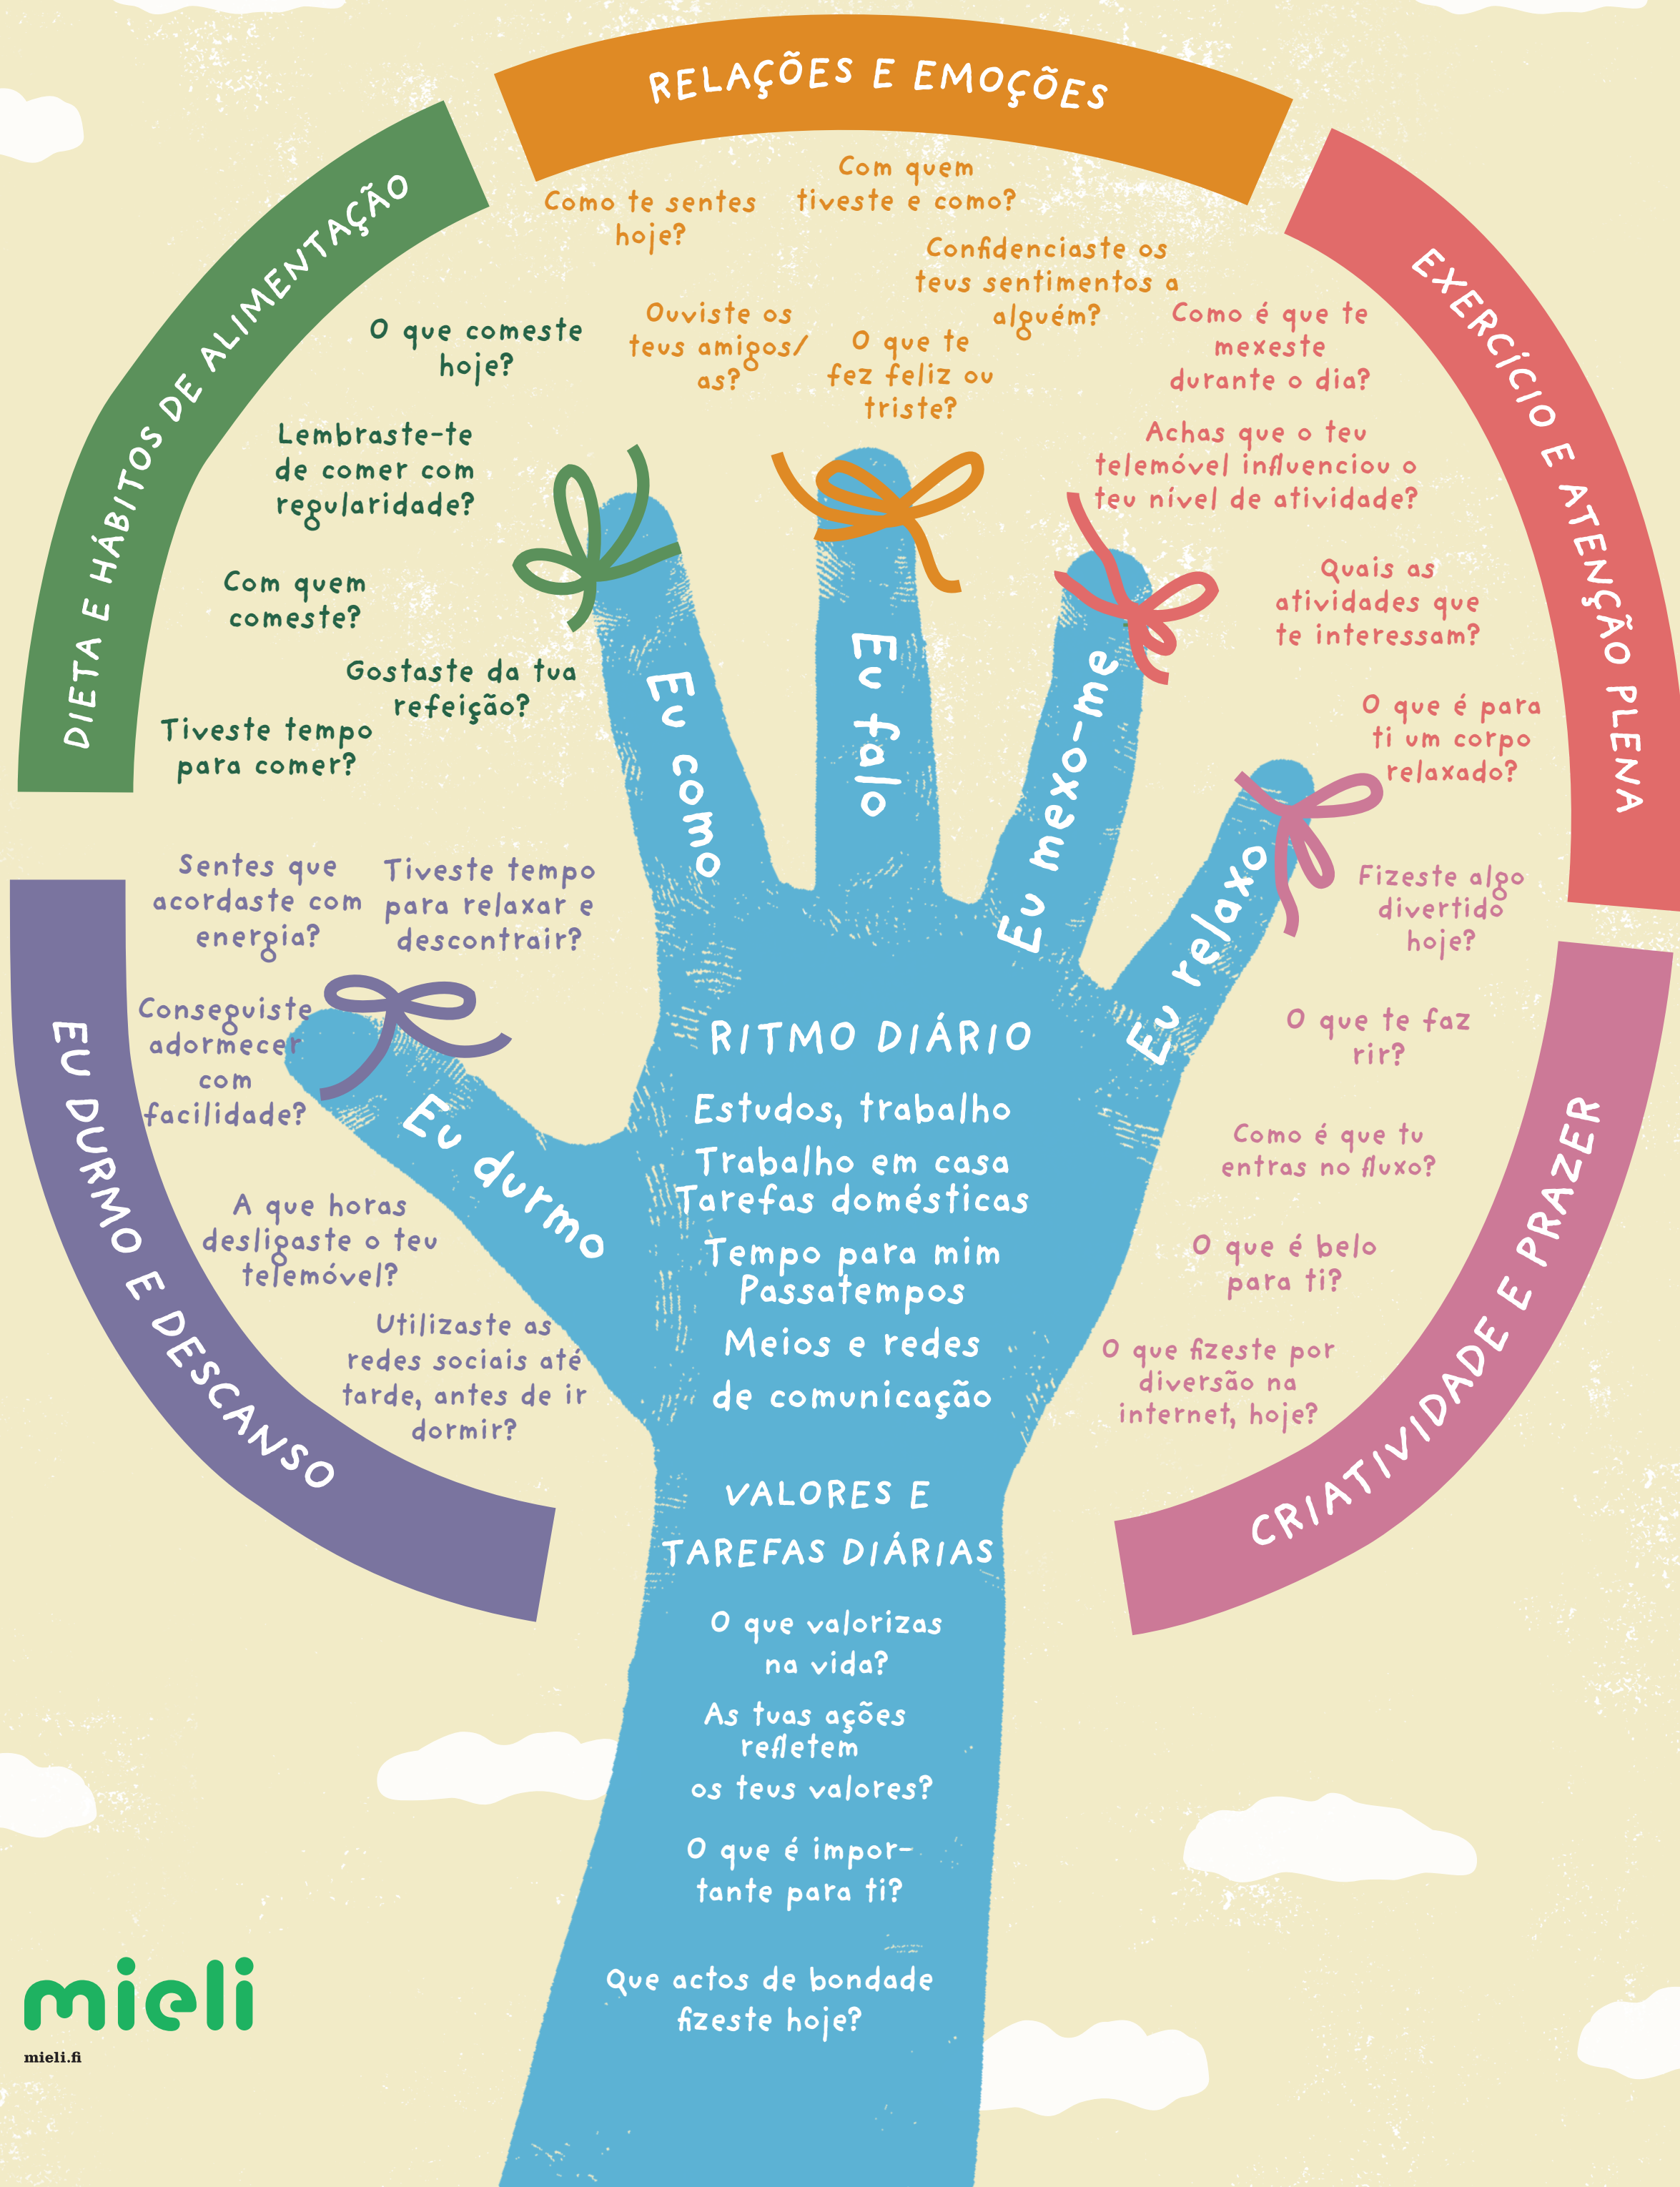 RELAÇÕES E EMOÇÕES
Como te sentes
hoje?
Com quem
tiveste e como?
Confidenciaste os
teus sentimentos a
alguém?
Ouviste os
teus amigos/
as?
O que te
fez feliz ou
triste?
DIETA E HÁBITOS DE ALIMENTAÇÃO
O que comeste
hoje?
Lembraste-te
de comer com
regularidade?
Com quem
comeste?
Gostaste da tua
refeição?
Tiveste tempo
para comer?
EXERCÍCIO E ATENÇÃO PLENA
Como é que te
mexeste
durante o dia?
Achas que o teu
telemóvel influenciou o
teu nível de atividade?
Quais as
atividades que
te interessam?
O que é para
ti um corpo
relaxado?
Eu como
Eu falo
Eu mexo-me
Eu relaxo
Eu durmo
EU DURMO E DESCANSO
Sentes que
acordaste com
energia?
Tiveste tempo
para relaxar e
descontrair?
Conseguiste
adormecer
com
facilidade?
A que horas
desligaste o teu
telemóvel?
Utilizaste as
redes sociais até
tarde, antes de ir
dormir?
CRIATIVIDADE E PRAZER
Fizeste algo
divertido
hoje?
O que te faz
rir?
Como é que tu
entras no fluxo?
O que é belo
para ti?
O que fizeste por
diversão na
internet, hoje?
RITMO DIÁRIO
Estudos, trabalho
Trabalho em casa
Tarefas domésticas
Tempo para mim
Passatempos
Meios e redes
de comunicação
VALORES E
TAREFAS DIÁRIAS
O que valorizas
na vida?
As tuas ações
refletem
os teus valores?
O que é impor-
tante para ti?
Que actos de bondade
fizeste hoje?
mieli
mieli.fi